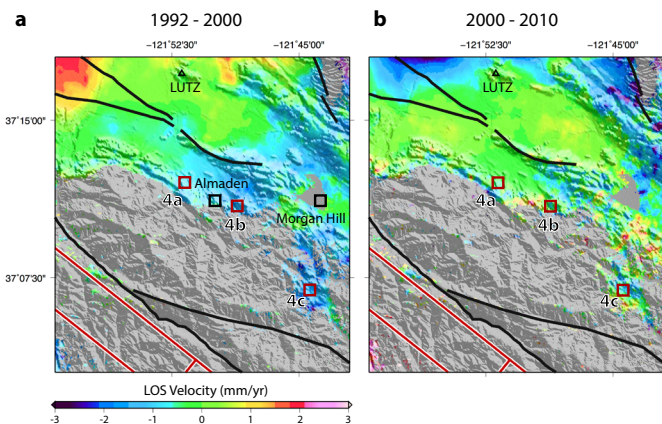 a
1992 - 2000
b
2000 - 2010
−121˚52'30"
−121˚45'00"
−121˚52'30"
−121˚45'00"
LUTZ
LUTZ
37˚15'00"
Almaden
4a
4b
Morgan Hill
4a
4b
37˚07'30"
4c
4c
LOS Velocity (mm/yr)
−3 −2 −1 0 1 2 3